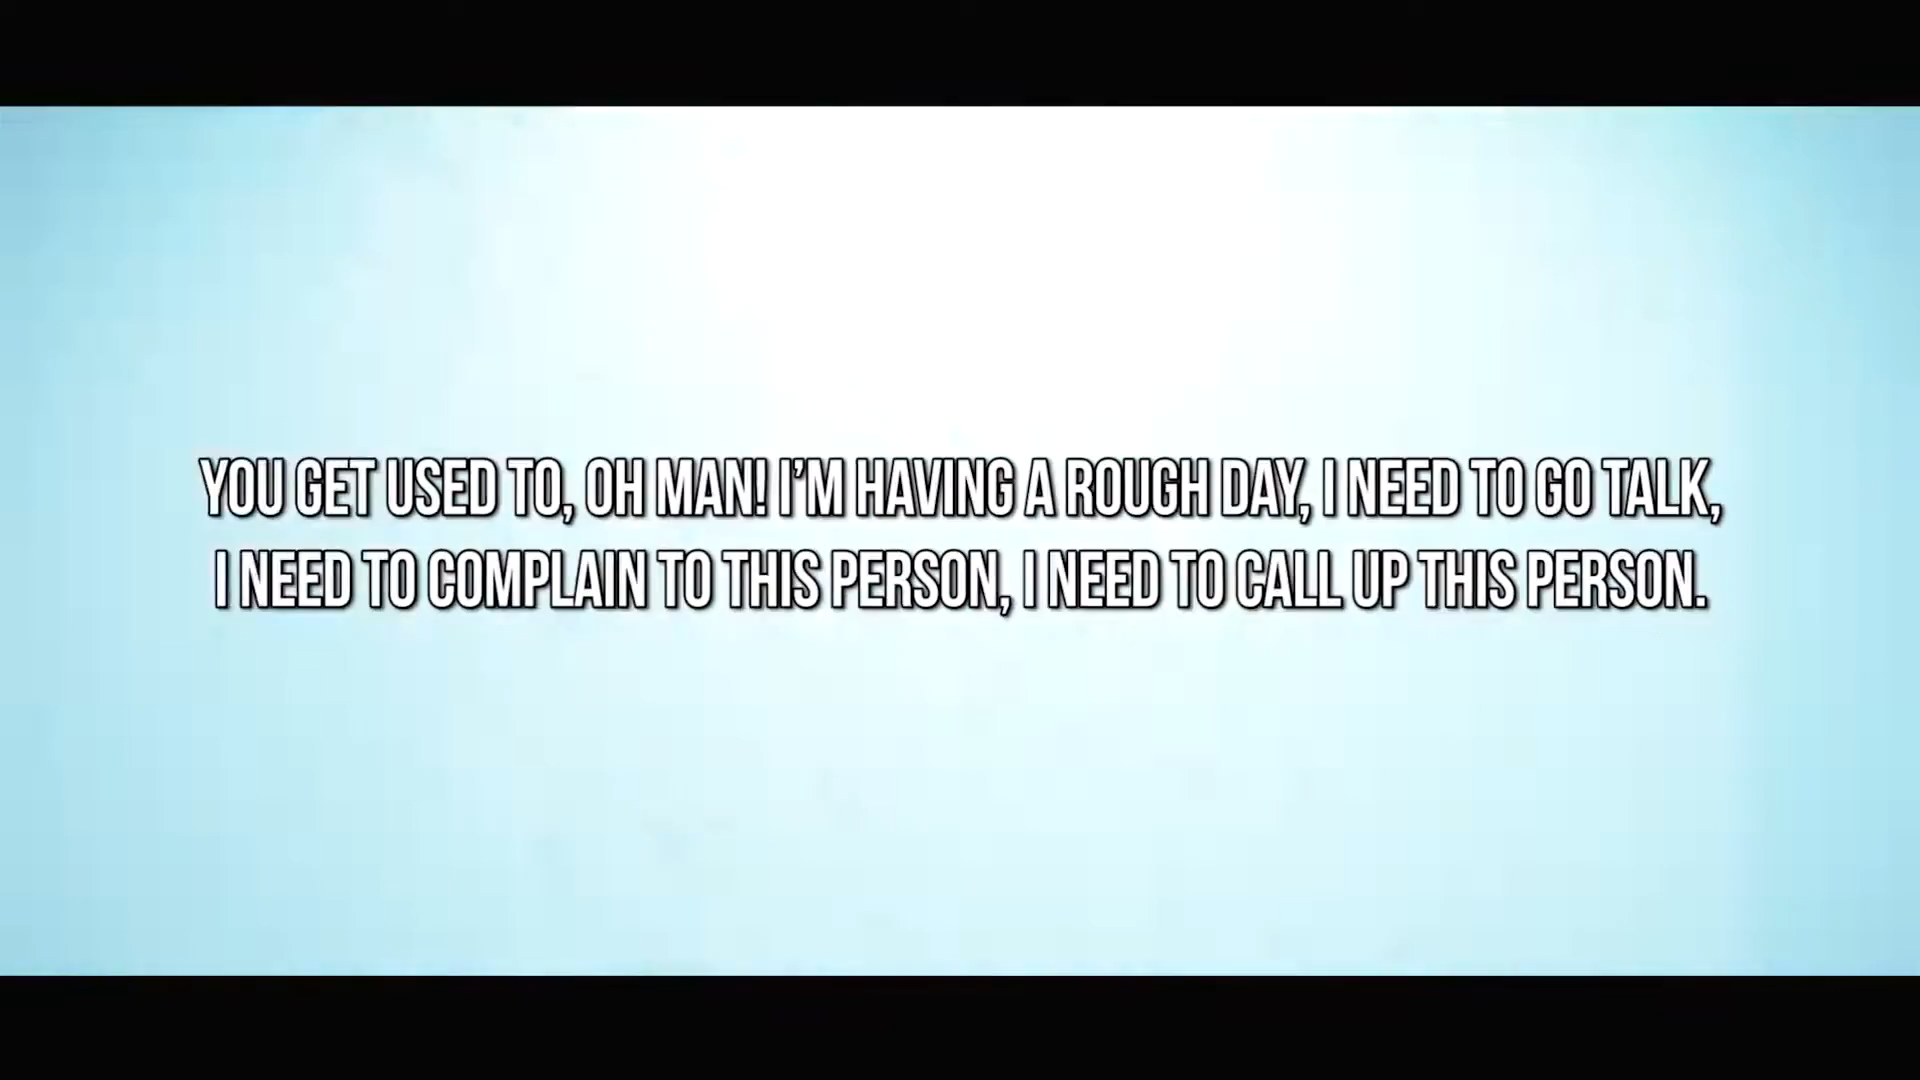 YOU GET USED TO, OH MAN! I’M HAVING A ROUGH DAY, I NEED TO GO TALK,
I NEED TO COMPLAIN TO THIS PERSON, I NEED TO CALL UP THIS PERSON.